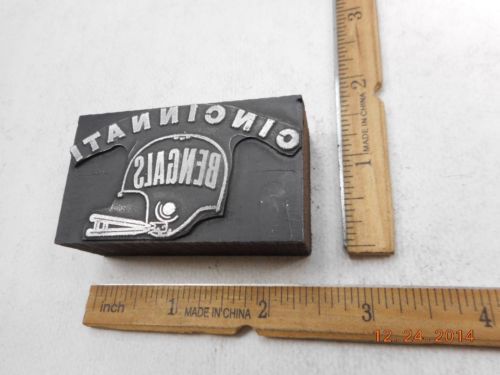 CINCINNATI
BENGALS
3
2
1
MADE IN CHINA
inch 1 MADE IN CHINA 2 3 4
12.24.2014